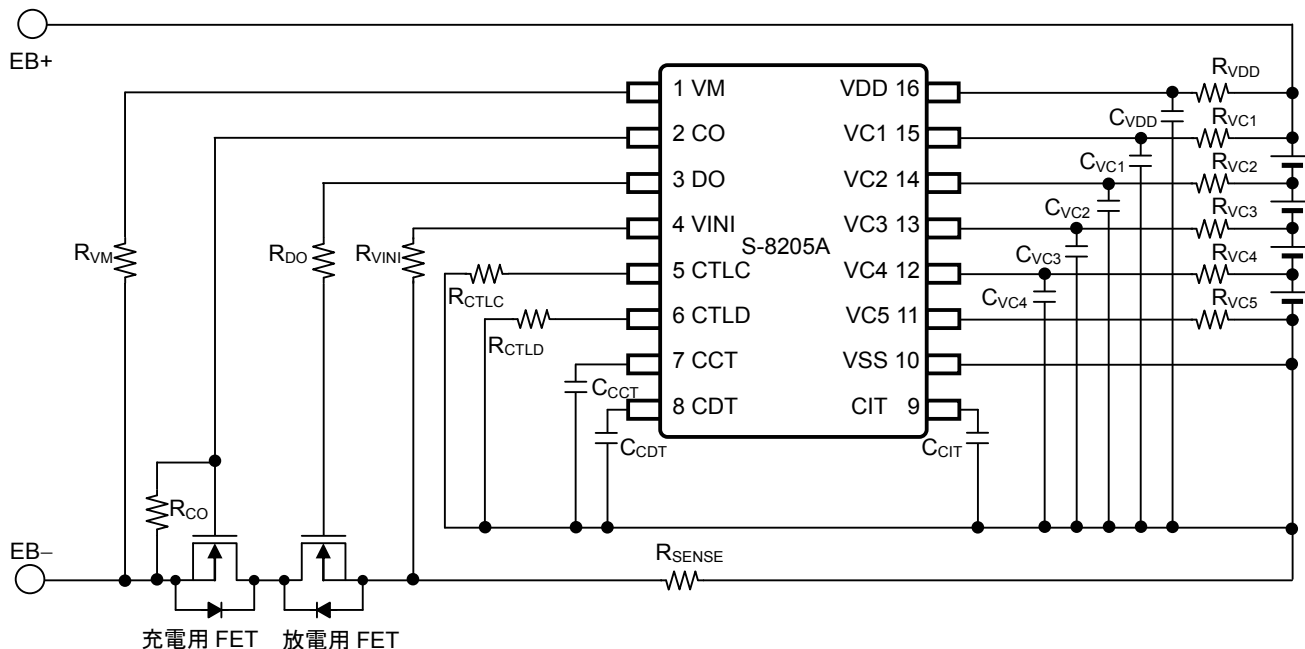 EB+
1 VM
VDD 16
RVDD
2 CO
VC1 15
CVDD
RVC1
3 DO
VC2 14
CVC1
RVC2
4 VINI
VC3 13
CVC2
RVC3
S-8205A
RVM
RDO
RVINI
5 CTLC
VC4 12
CVC3
RVC4
RCTLC
6 CTLD
VC5 11
CVC4
RVC5
RCTLD
7 CCT
VSS 10
CCCT
8 CDT
CIT 9
CCDT
CCIT
RCO
EB−
RSENSE
充電用 FET
放電用 FET